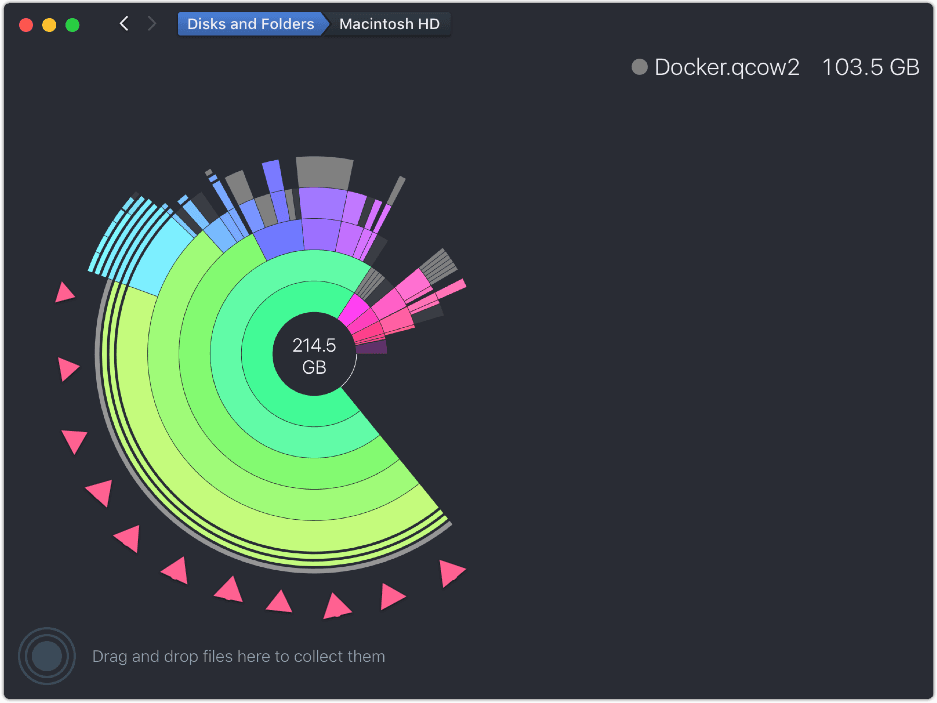 Disks and Folders Macintosh HD
Docker.qcow2 103.5 GB
214.5
GB
Drag and drop files here to collect them